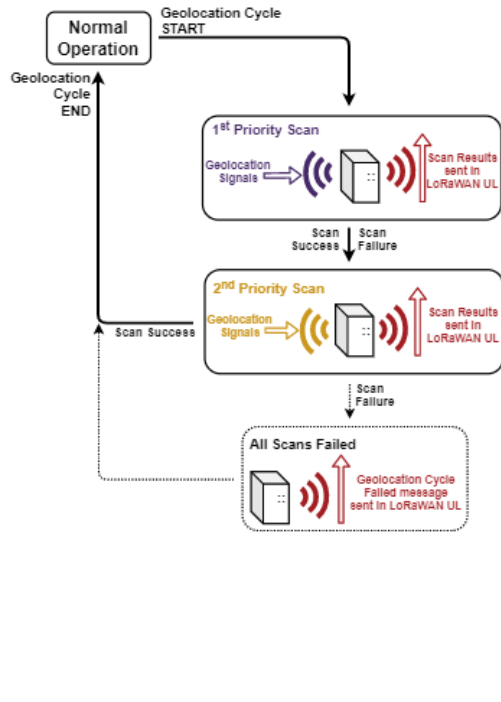 Normal
Operation
Geolocation Cycle
START
Geolocation
Cycle
END
1st Priority Scan
Geolocation
Signals
Scan Results
sent in
LoRaWAN UL
Scan
Success
Scan
Failure
2nd Priority Scan
Geolocation
Signals
Scan Results
sent in
LoRaWAN UL
Scan Success
Scan
Failure
All Scans Failed
Geolocation Cycle
Failed message
sent in LoRaWAN UL